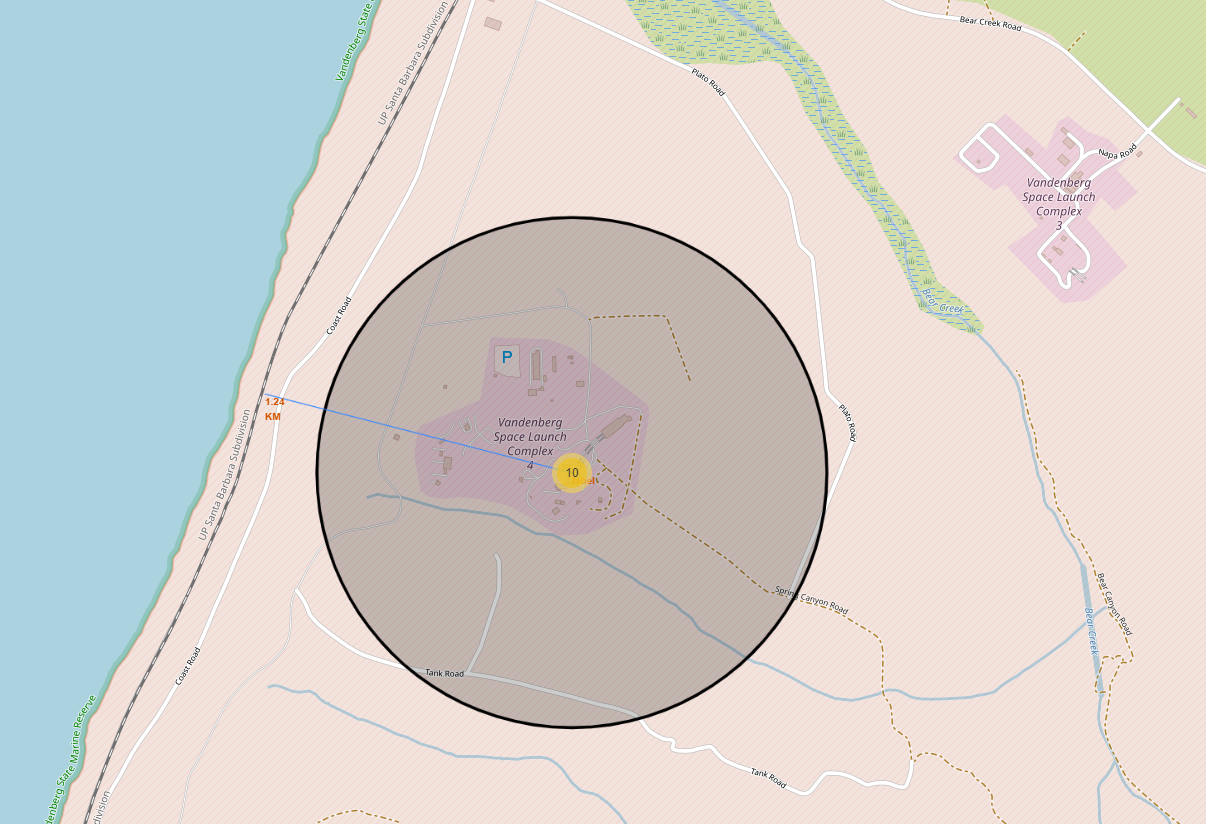 Vandenberg State
UP Santa Barbara Subdivision
Bear Creek Road
Plato Road
Napa Road
Vandenberg
Space Launch
Complex
3
Bear Creek
Coast Road
P
1.24
KM
Plato Road
Vandenberg
Space Launch
Complex
4
10
UP Santa Barbara Subdivision
Spring Canyon Road
Bear Canyon Road
Bear Creek
Coast Road
Tank Road
denberg State Marine Reserve
Tank Road
division